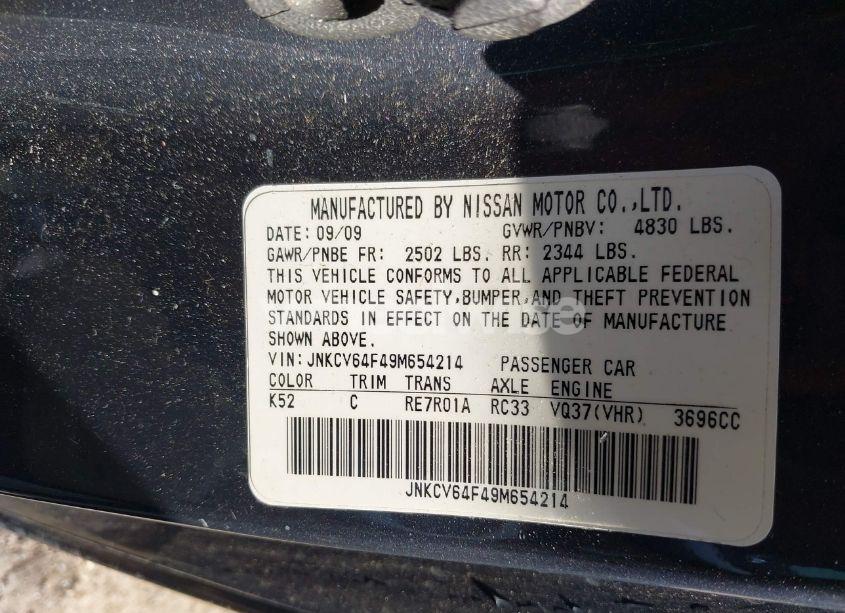 MANUFACTURED BY NISSAN MOTOR CO.,LTD.
DATE: 09/09 GVWR/PNBV: 4830 LBS.
GAWR/PNBE FR: 2502 LBS. RR: 2344 LBS.
THIS VEHICLE CONFORMS TO ALL APPLICABLE FEDERAL
MOTOR VEHICLE SAFETY,BUMPER,AND THEFT PREVENTION
STANDARDS IN EFFECT ON THE DATE OF MANUFACTURE
SHOWN ABOVE.
VIN:JNKCV64F49M654214 PASSENGER CAR
COLOR TRIM TRANS AXLE ENGINE
K52 C RE7R01A RC33 VQ37(VHR) 3696CC
JNKCV64F49M654214